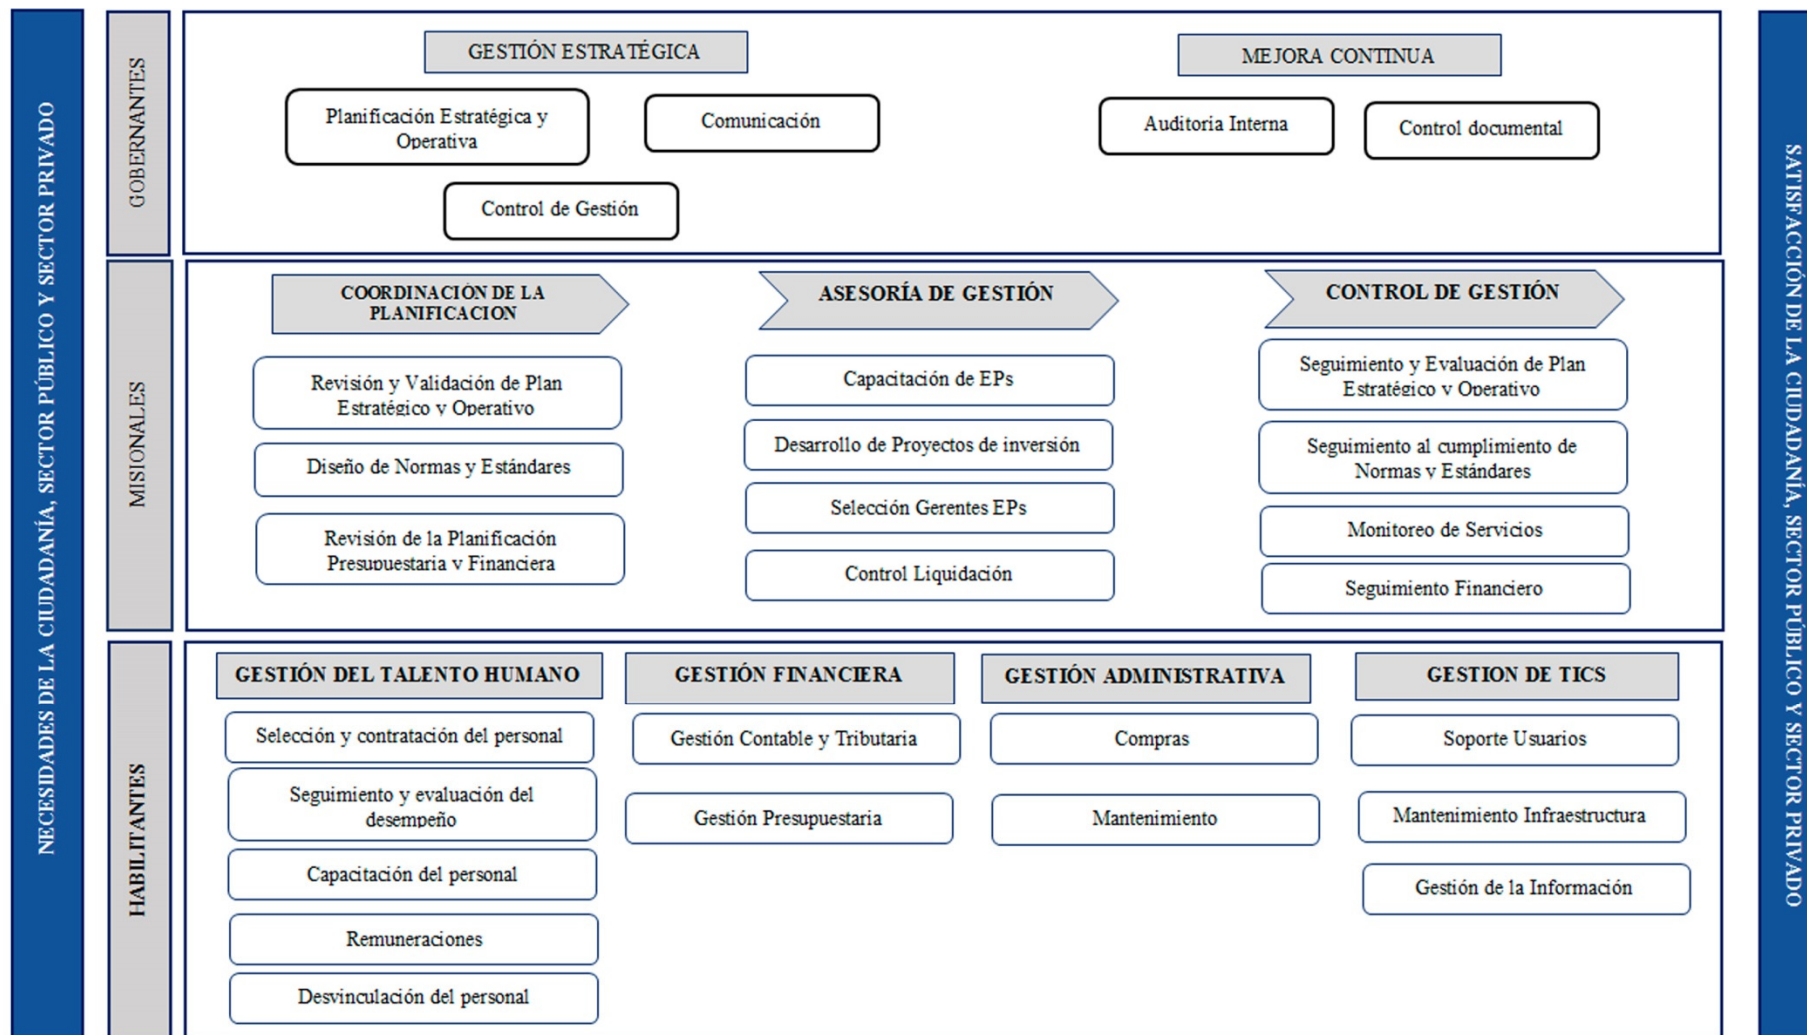 NECESIDADES DE LA CIUDADANÍA, SECTOR PÚBLICO Y SECTOR PRIVADO
GOBERNANTES
GESTIÓN ESTRATÉGICA
Planificación Estratégica y
Operativa
Comunicación
Control de Gestión
MEJORA CONTINUA
Auditoria Interna
Control documental
MISIONALES
COORDINACIÓN DE LA
PLANIFICACION
Revisión y Validación de Plan
Estratégico y Operativo
Diseño de Normas y Estándares
Revisión de la Planificación
Presupuestaria y Financiera
ASESORÍA DE GESTIÓN
Capacitación de EPs
Desarrollo de Proyectos de inversión
Selección Gerentes EPs
Control Liquidación
CONTROL DE GESTIÓN
Seguimiento y Evaluación de Plan
Estratégico y Operativo
Seguimiento al cumplimiento de
Normas y Estándares
Monitoreo de Servicios
Seguimiento Financiero
HABILITANTES
GESTIÓN DEL TALENTO HUMANO
Selección y contratación del personal
Seguimiento y evaluación del
desempeño
Capacitación del personal
Remuneraciones
Desvinculación del personal
GESTIÓN FINANCIERA
Gestión Contable y Tributaria
Gestión Presupuestaria
GESTIÓN ADMINISTRATIVA
Compras
Mantenimiento
GESTION DE TICS
Soporte Usuarios
Mantenimiento Infraestructura
Gestión de la Información
SATISFACCIÓN DE LA CIUDADANÍA, SECTOR PÚBLICO Y SECTOR PRIVADO